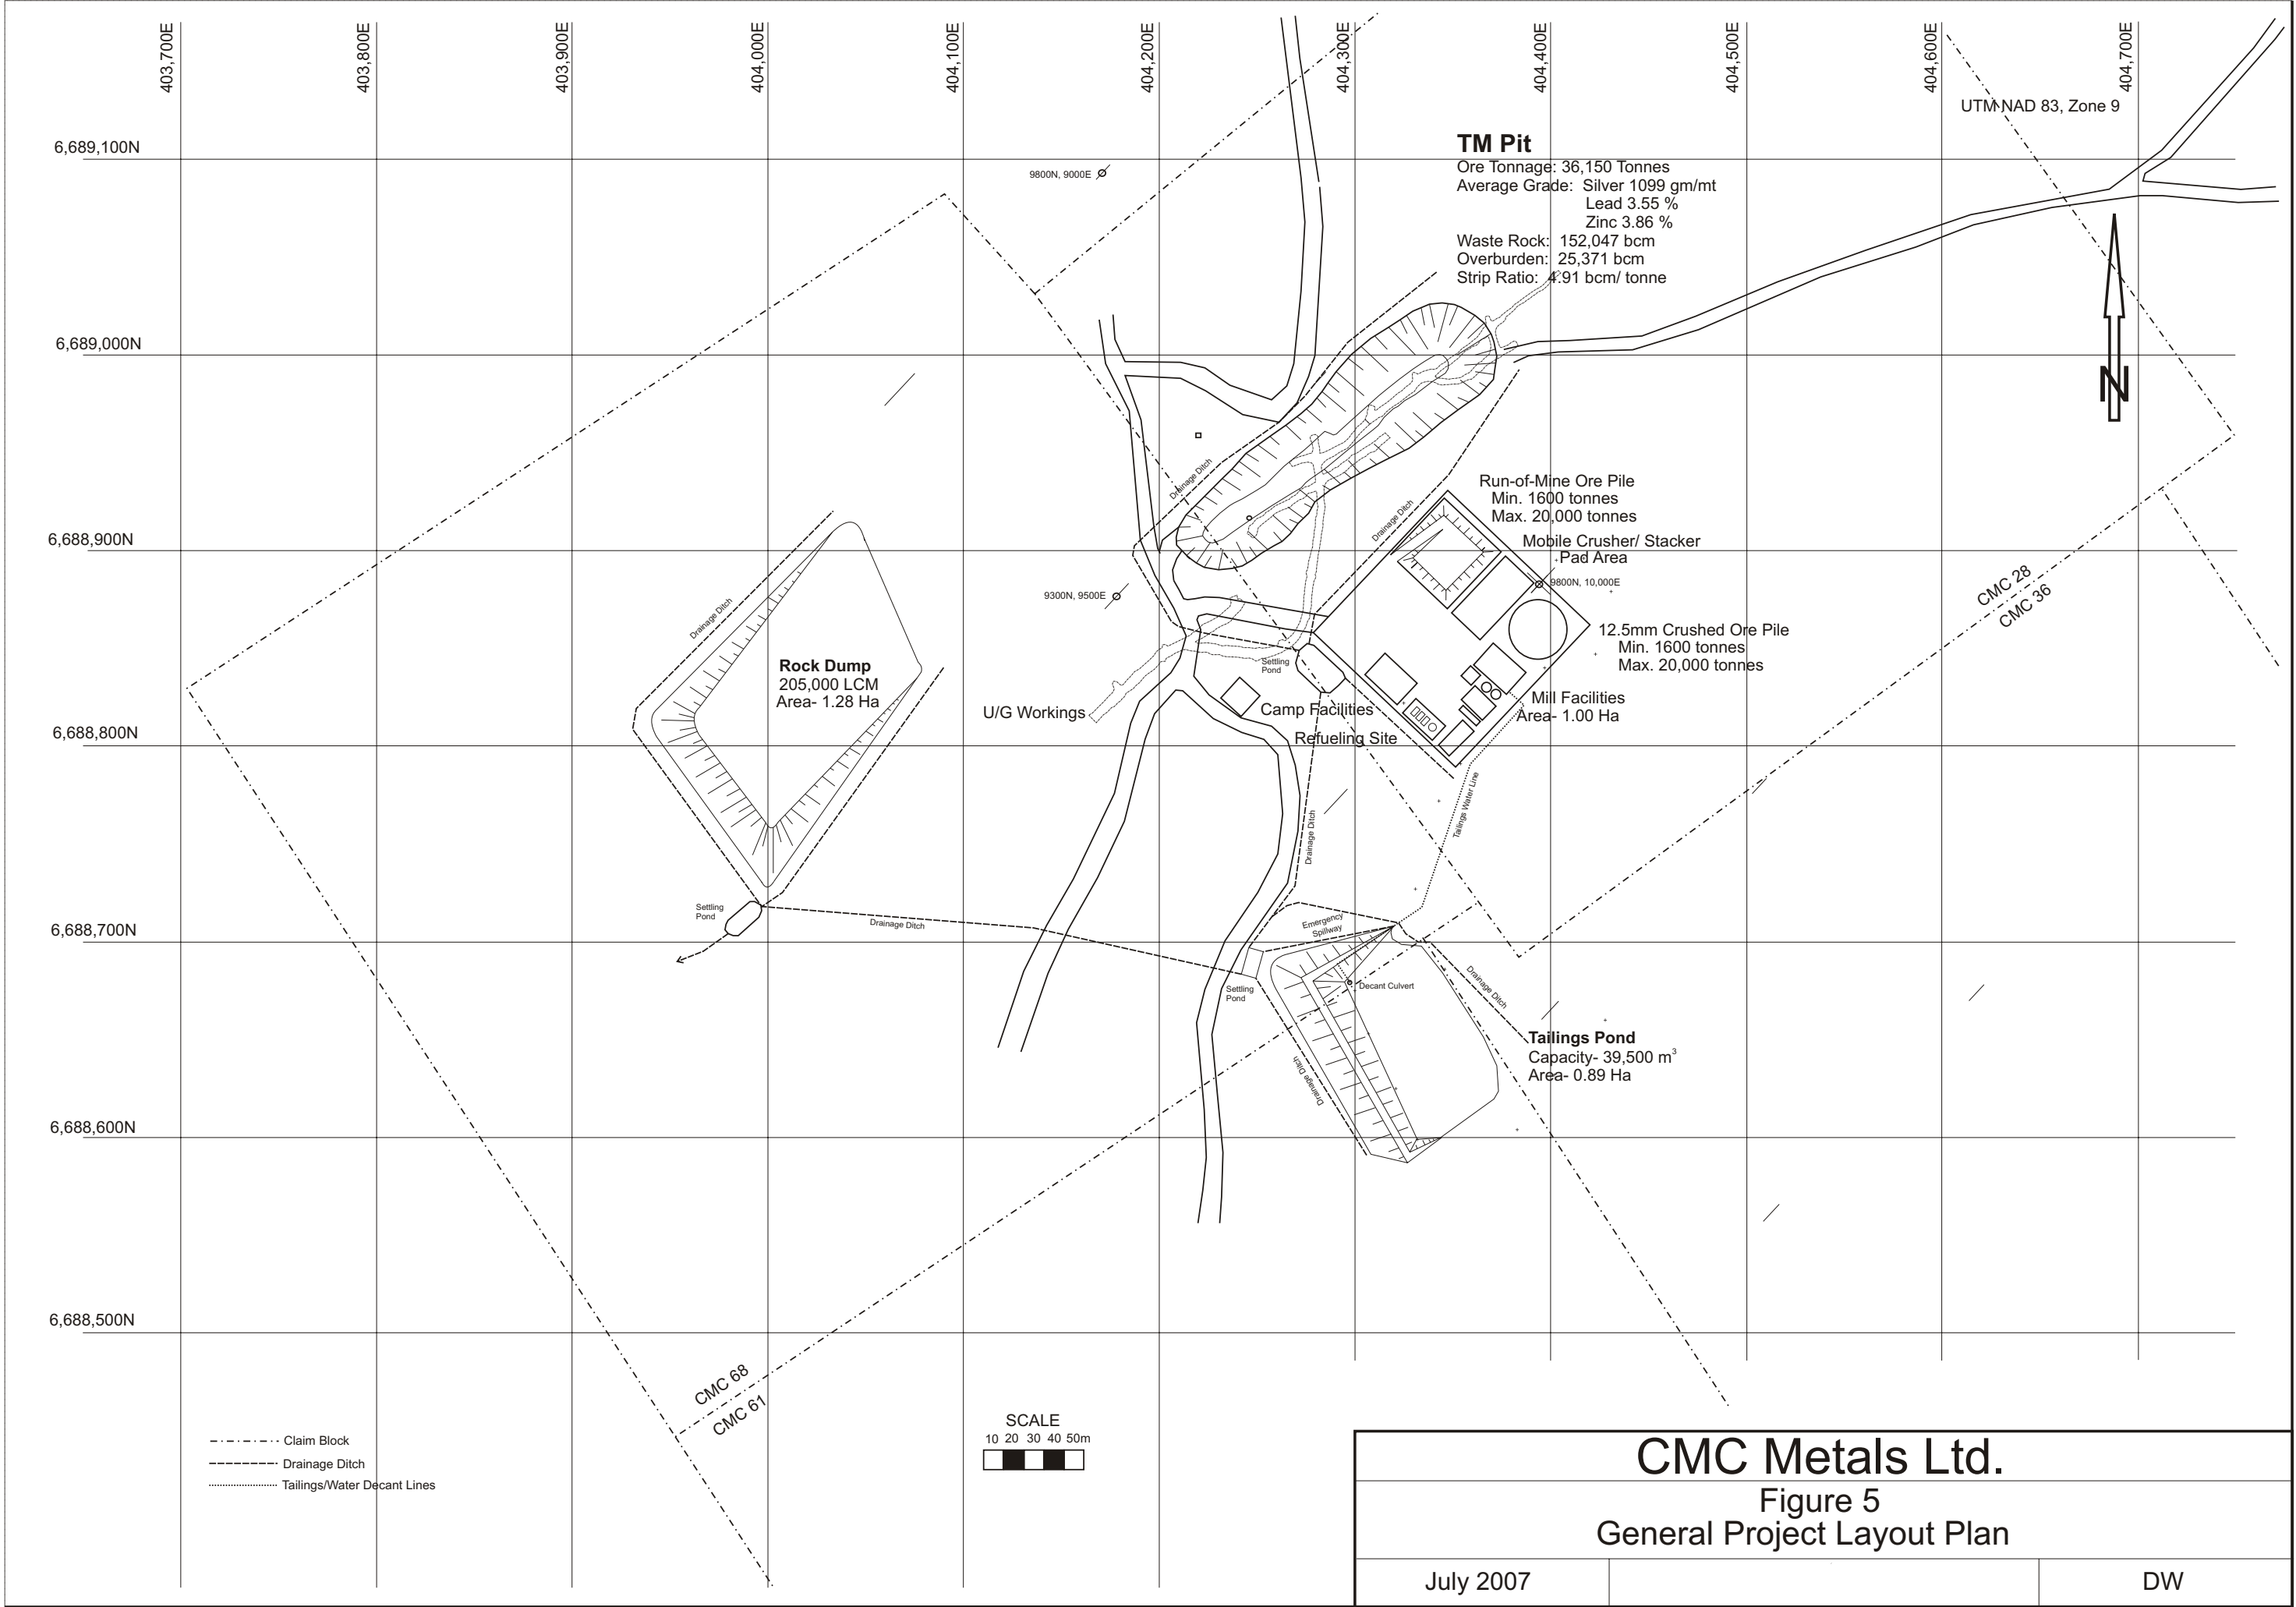 403,700E
403,800E
403,900E
404,000E
404,100E
404,200E
404,300E
404,400E
404,500E
404,600E
404,700E
UTM NAD 83, Zone 9
6,689,100N
6,689,000N
6,688,900N
6,688,800N
6,688,700N
6,688,600N
6,688,500N
TM Pit
Ore Tonnage: 36,150 Tonnes
Average Grade: Silver 1099 gm/mt
Lead 3.55 %
Zinc 3.86 %
Waste Rock: 152,047 bcm
Overburden: 25,371 bcm
Strip Ratio: 4.91 bcm/ tonne
9800N, 9000E
N
Drainage Ditch
Drainage Ditch
Run-of-Mine Ore Pile
Min. 1600 tonnes
Max. 20,000 tonnes
Mobile Crusher/ Stacker
Pad Area
9800N, 10,000E
9300N, 9500E
CMC 28
CMC 36
12.5mm Crushed Ore Pile
Min. 1600 tonnes
Max. 20,000 tonnes
Drainage Ditch
Rock Dump
205,000 LCM
Area- 1.28 Ha
Settling
Pond
U/G Workings
Camp Facilities
Refueling Site
Mill Facilities
Area- 1.00 Ha
Tailings Water Line
Drainage Ditch
Settling
Pond
Drainage Ditch
Emergency
Spillway
Settling
Pond
Decant Culvert
Drainage Ditch
Drainage Ditch
Tailings Pond
Capacity- 39,500 m³
Area- 0.89 Ha
CMC 68
CMC 61
Claim Block
Drainage Ditch
Tailings/Water Decant Lines
SCALE
10 20 30 40 50m
CMC Metals Ltd.
Figure 5
General Project Layout Plan
July 2007
DW